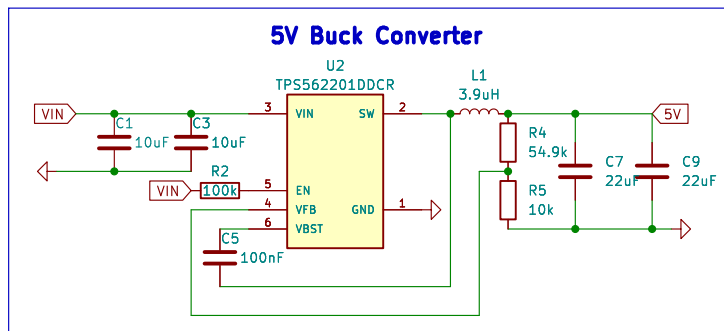 5V Buck Converter
U2
TPS562201DDCR
L1
3.9uH
VIN
3
VIN
SW
2
5V
C1
10uF
C3
10uF
R4
54.9k
R2
100k
VIN
5
EN
4
VFB
6
VBST
GND
1
R5
10k
C7
22uF
C9
22uF
C5
100nF